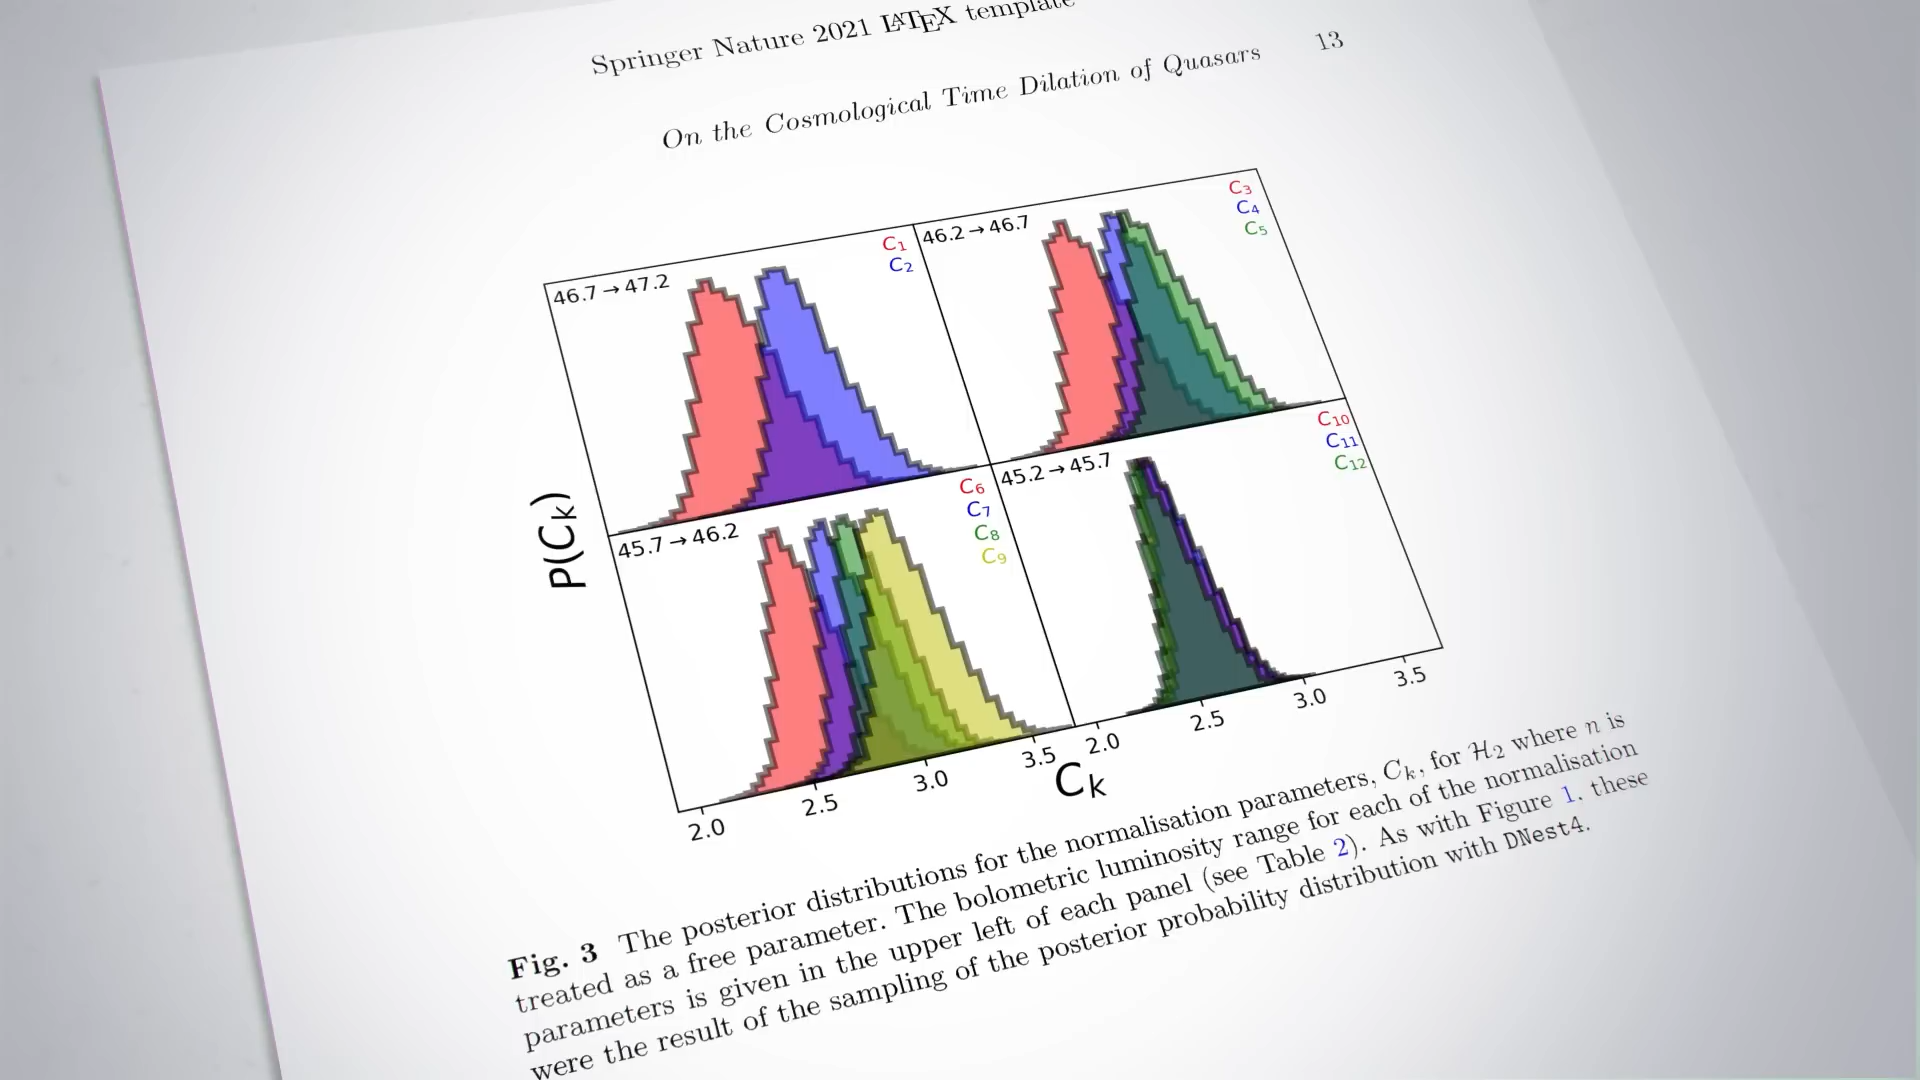 Springer Nature 2021 LATEX template
On the Cosmological Time Dilation of Quasars 13
46.7→47.2
C1
C2
46.2→46.7
C3
C4
C5
45.7→46.2
C6
C7
C8
C9
45.2→45.7
C10
C11
C12
P(Ck)
2.0 2.5 3.0 3.5
2.0 2.5 3.0 3.5
Ck
Fig. 3 The posterior distributions for the normalisation parameters, Ck, for H2 where n is
treated as a free parameter. The bolometric luminosity range for each of the normalisation
parameters is given in the upper left of each panel (see Table 2). As with Figure 1. these
were the result of the sampling of the posterior probability distribution with DNest4.